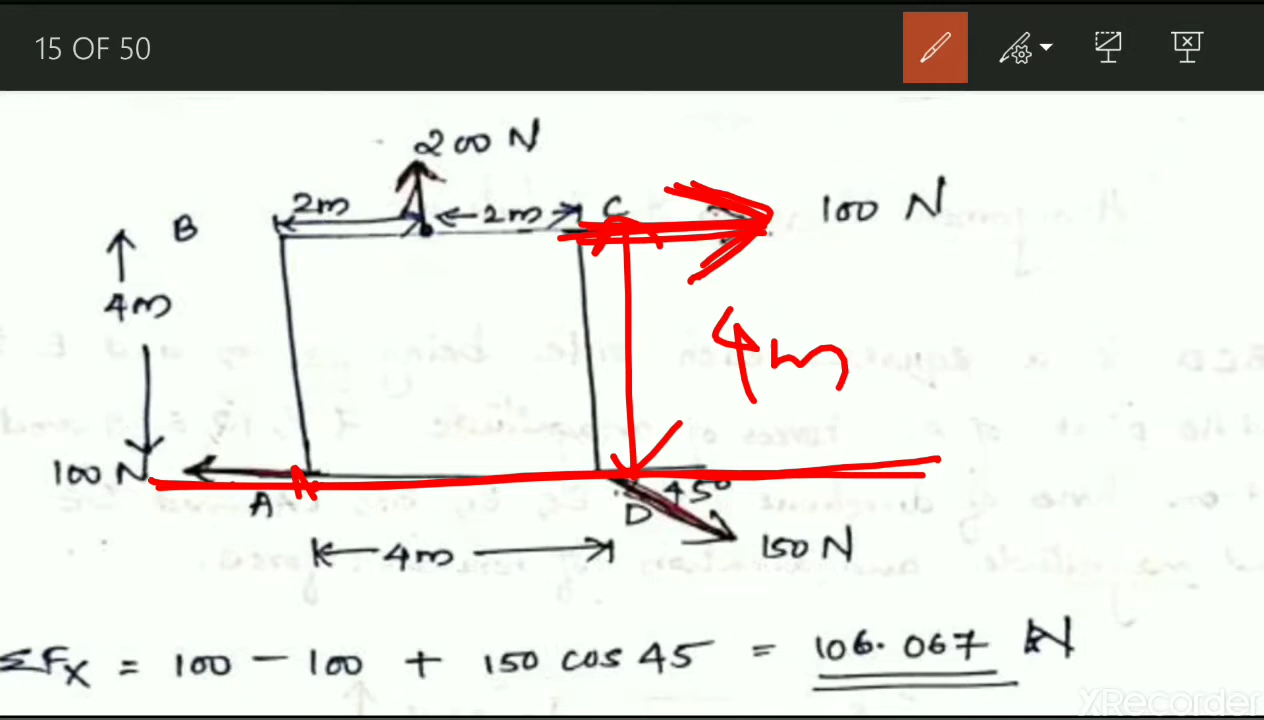 15 OF 50
200 N
2m
2m
C
100 N
B
4m
4m
100 N
A
45°
D
150 N
4m
ΣFx = 100 - 100 + 150 cos 45 = 106.067 N
XRecorder